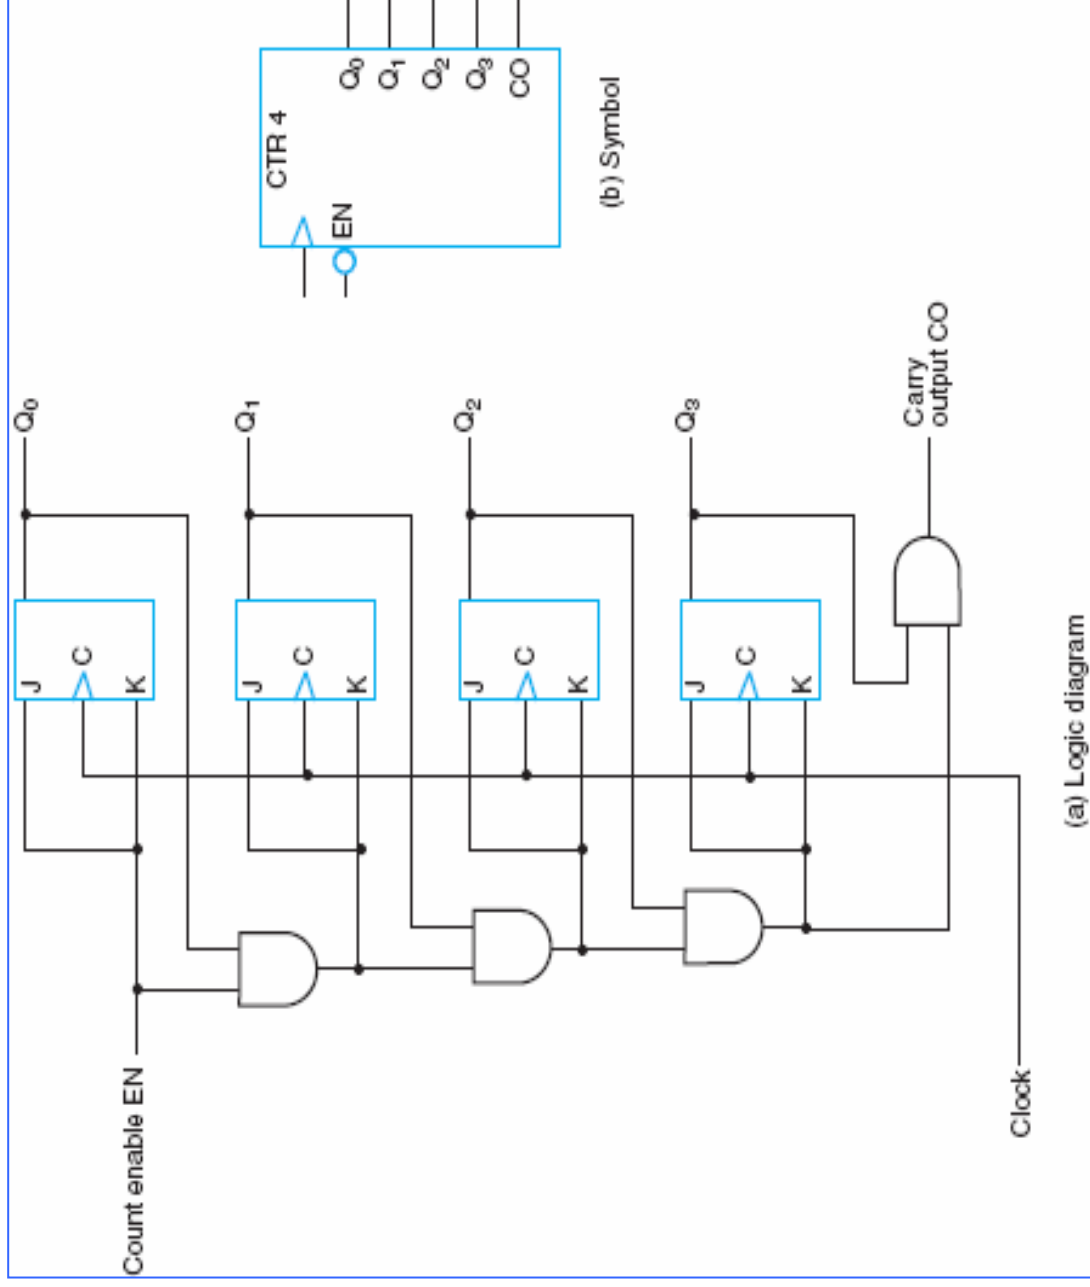 Count enable EN
J
C
K
Q0
J
C
K
Q1
J
C
K
Q2
J
C
K
Q3
Carry
output CO
Clock
(a) Logic diagram
CTR 4
EN
Q0
Q1
Q2
Q3
CO
(b) Symbol